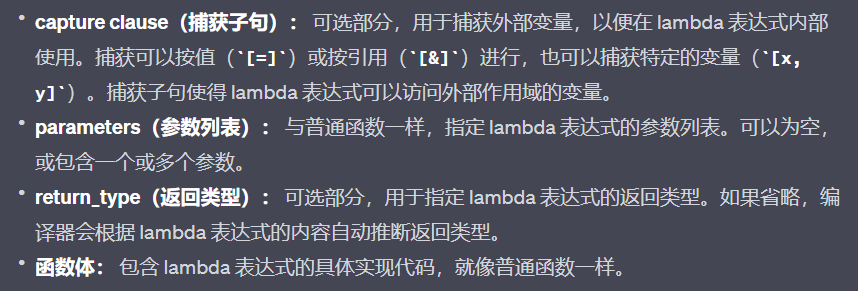 • capture clause（捕获子句）： 可选部分，用于捕获外部变量，以便在 lambda 表达式内部
使用。捕获可以按值（`[=]`）或按引用（`[&]`）进行，也可以捕获特定的变量（`[x,
y]`）。捕获子句使得 lambda 表达式可以访问外部作用域的变量。
• parameters（参数列表）： 与普通函数一样，指定 lambda 表达式的参数列表。可以为空，
或包含一个或多个参数。
• return_type（返回类型）： 可选部分，用于指定 lambda 表达式的返回类型。如果省略，编
译器会根据 lambda 表达式的内容自动推断返回类型。
• 函数体： 包含 lambda 表达式的具体实现代码，就像普通函数一样。